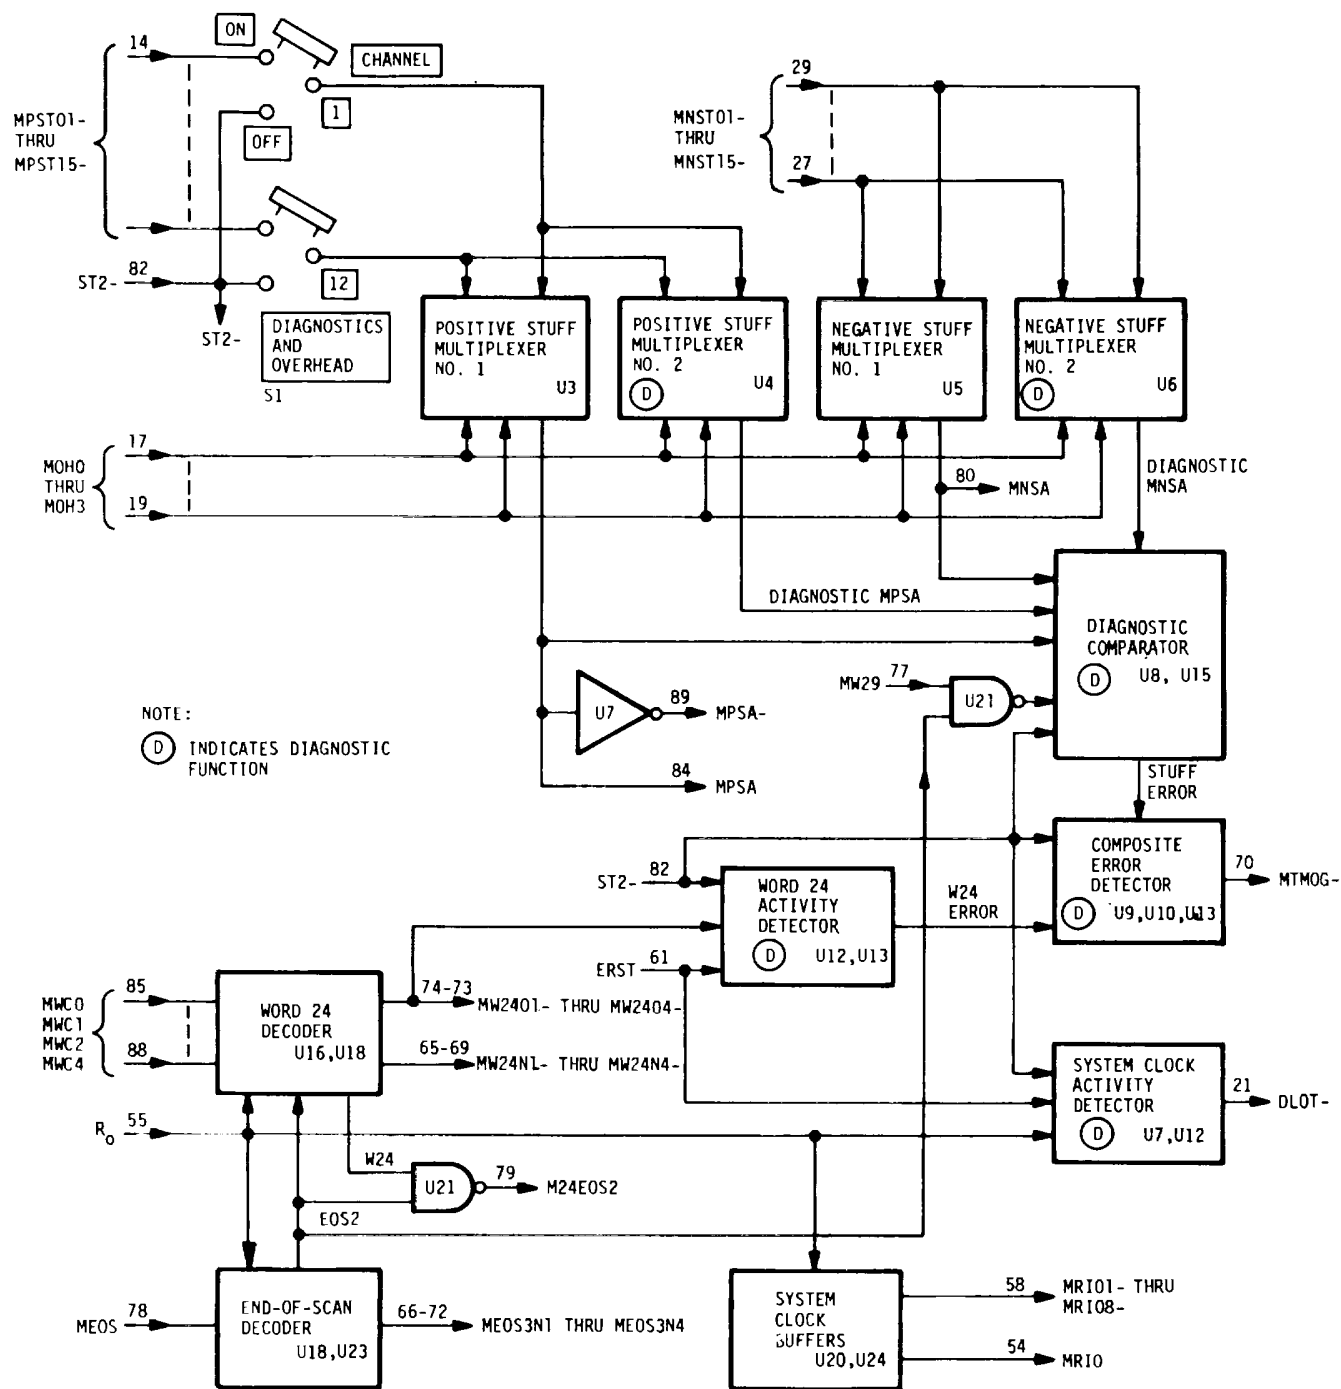 ON
14
CHANNEL
1
OFF
MPST01-
THRU
MPST15-
29
MNST01-
THRU
MNST15-
27
82
ST2-
12
ST2-
DIAGNOSTICS
AND
OVERHEAD
S1
POSITIVE STUFF
MULTIPLEXER
NO. 1
U3
POSITIVE STUFF
MULTIPLEXER
NO. 2
D
U4
NEGATIVE STUFF
MULTIPLEXER
NO. 1
U5
NEGATIVE STUFF
MULTIPLEXER
NO. 2
D
U6
17
MOH0
THRU
MOH3
19
80
MNSA
DIAGNOSTIC
MNSA
DIAGNOSTIC MPSA
DIAGNOSTIC
COMPARATOR
D
U8, U15
77
MW29
U21
U7
89
MPSA-
84
MPSA
NOTE:
D INDICATES DIAGNOSTIC
FUNCTION
STUFF
ERROR
82
ST2-
WORD 24
ACTIVITY
DETECTOR
D
U12,U13
W24
ERROR
COMPOSITE
ERROR
DETECTOR
D
U9,U10,U13
70
MTMOG-
61
ERST
85
MWC0
MWC1
MWC2
MWC4
88
WORD 24
DECODER
U16,U18
74-73
MW2401- THRU MW2404-
65-69
MW24N1- THRU MW24N4-
SYSTEM CLOCK
ACTIVITY
DETECTOR
D
U7,U12
21
DLOT-
55
Ro
W24
U21
79
M24EOS2
EOS2
78
MEOS
END-OF-SCAN
DECODER
U18,U23
66-72
MEOS3N1 THRU MEOS3N4
SYSTEM
CLOCK
BUFFERS
U20,U24
58
MRI01- THRU
MRI08-
54
MRIO